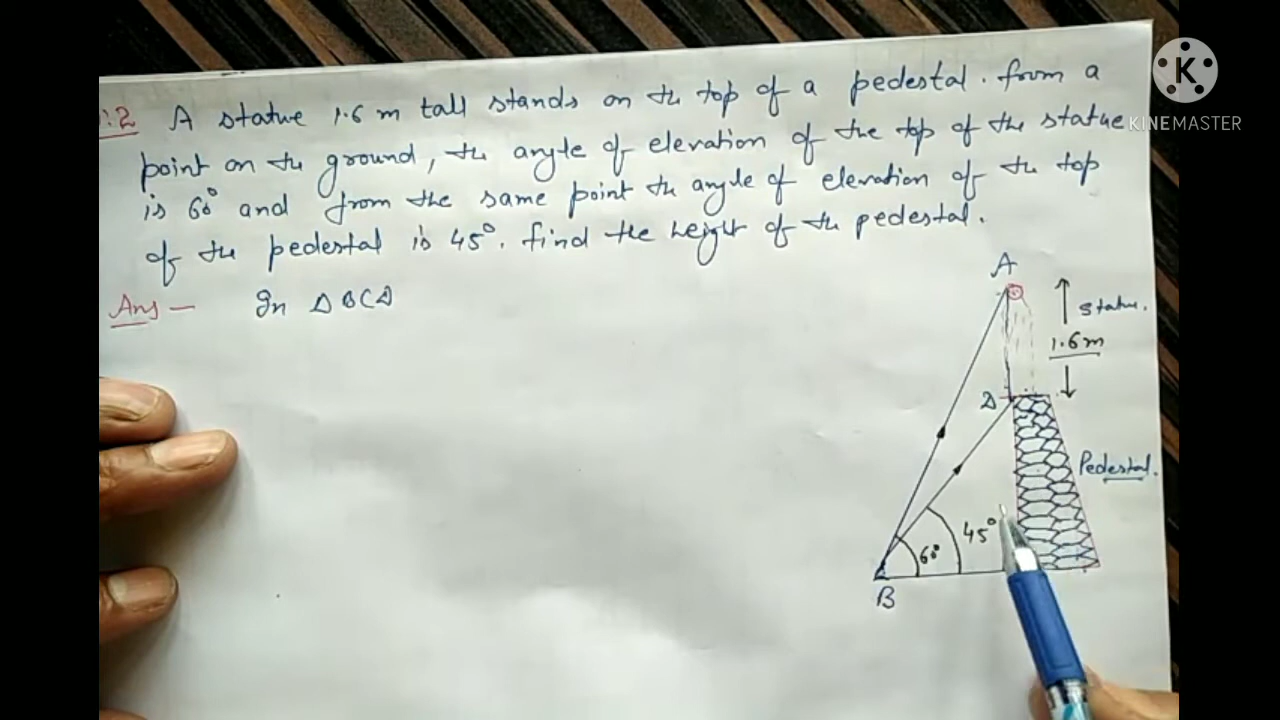 :2 A statue 1.6 m tall stands on the top of a pedestal. from a
point on the ground, the angle of elevation of the top of the statue
is 60° and from the same point the angle of elevation of the top
of the pedestal is 45°. find the height of the pedestal.
Ans - In Δ BCD
A
statue.
1.6m
D
Pedestal.
45°
60°
B
K
KINEMASTER